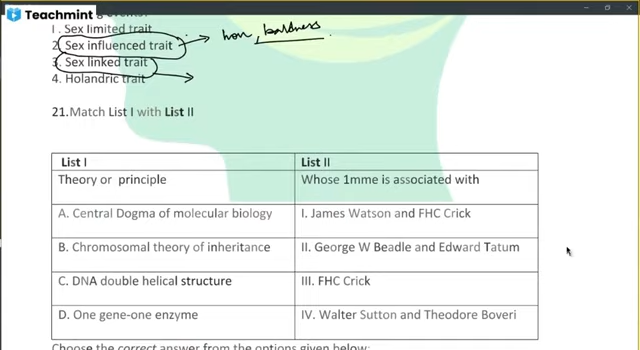 Teachmint
1. Sex limited trait
2. Sex influenced trait
baldness
3. Sex linked trait
4. Holandric trait
21.Match List I with List II
List I List II
Theory or principle Whose 1mme is associated with
A. Central Dogma of molecular biology I. James Watson and FHC Crick
B. Chromosomal theory of inheritance II. George W Beadle and Edward Tatum
C. DNA double helical structure III. FHC Crick
D. One gene-one enzyme IV. Walter Sutton and Theodore Boveri
Choose the correct answer from the options given below: